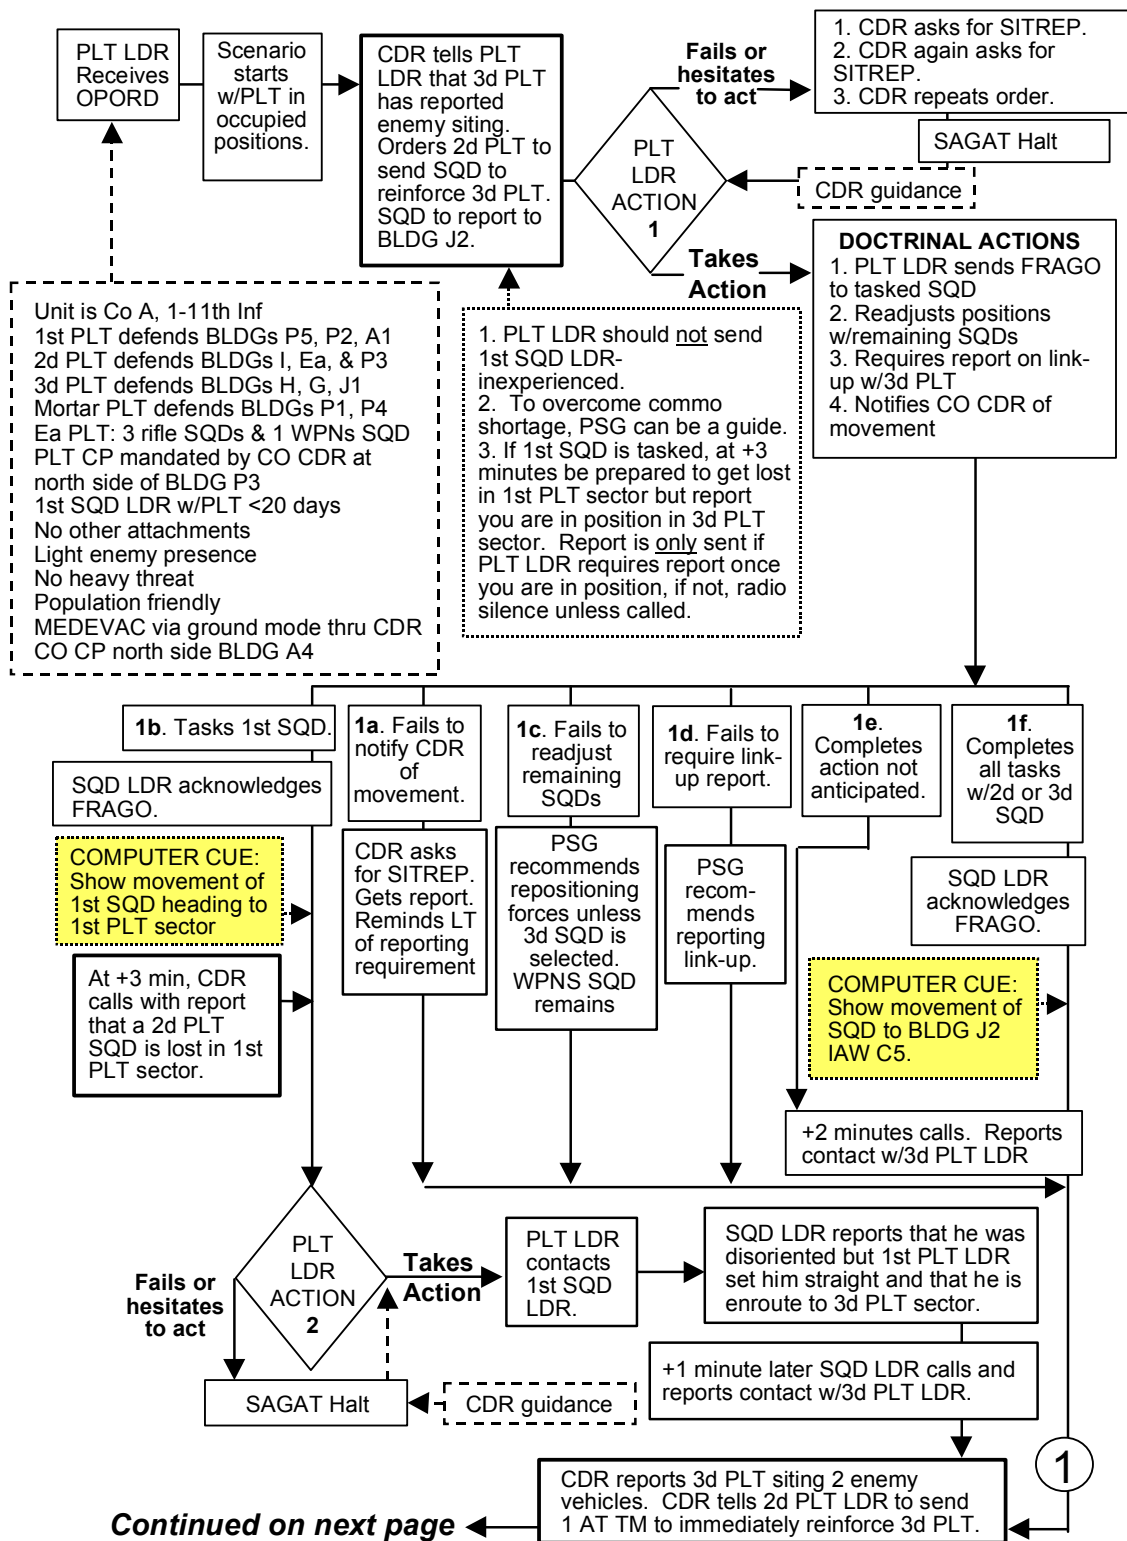 PLT LDR
Receives
OPORD
Scenario
starts
w/PLT in
occupied
positions.
CDR tells PLT
LDR that 3d PLT
has reported
enemy siting.
Orders 2d PLT to
send SQD to
reinforce 3d PLT.
SQD to report to
BLDG J2.
Fails or
hesitates
to act
PLT
LDR
ACTION
1
1. CDR asks for SITREP.
2. CDR again asks for
SITREP.
3. CDR repeats order.
SAGAT Halt
CDR guidance
Takes
Action
DOCTRINAL ACTIONS
1. PLT LDR sends FRAGO
to tasked SQD
2. Readjusts positions
w/remaining SQDs
3. Requires report on link-
up w/3d PLT
4. Notifies CO CDR of
movement
Unit is Co A, 1-11th Inf
1st PLT defends BLDGs P5, P2, A1
2d PLT defends BLDGs I, Ea, & P3
3d PLT defends BLDGs H, G, J1
Mortar PLT defends BLDGs P1, P4
Ea PLT: 3 rifle SQDs & 1 WPNs SQD
PLT CP mandated by CO CDR at
north side of BLDG P3
1st SQD LDR w/PLT <20 days
No other attachments
Light enemy presence
No heavy threat
Population friendly
MEDEVAC via ground mode thru CDR
CO CP north side BLDG A4
1. PLT LDR should not send
1st SQD LDR-
inexperienced.
2. To overcome commo
shortage, PSG can be a guide.
3. If 1st SQD is tasked, at +3
minutes be prepared to get lost
in 1st PLT sector but report
you are in position in 3d PLT
sector. Report is only sent if
PLT LDR requires report once
you are in position, if not, radio
silence unless called.
1b. Tasks 1st SQD.
SQD LDR acknowledges
FRAGO.
COMPUTER CUE:
Show movement of
1st SQD heading to
1st PLT sector
At +3 min, CDR
calls with report
that a 2d PLT
SQD is lost in 1st
PLT sector.
1a. Fails to
notify CDR
of
movement.
CDR asks
for SITREP.
Gets report.
Reminds LT
of reporting
requirement
1c. Fails to
readjust
remaining
SQDs
PSG
recommends
repositioning
forces unless
3d SQD is
selected.
WPNS SQD
remains
1d. Fails to
require link-
up report.
PSG
recom-
mends
reporting
link-up.
1e.
Completes
action not
anticipated.
1f.
Completes
all tasks
w/2d or 3d
SQD
SQD LDR
acknowledges
FRAGO.
COMPUTER CUE:
Show movement of
SQD to BLDG J2
IAW C5.
+2 minutes calls. Reports
contact w/3d PLT LDR
PLT
LDR
ACTION
2
Fails or
hesitates
to act
Takes
Action
SAGAT Halt
CDR guidance
PLT LDR
contacts
1st SQD
LDR.
SQD LDR reports that he was
disoriented but 1st PLT LDR
set him straight and that he is
enroute to 3d PLT sector.
+1 minute later SQD LDR calls and
reports contact w/3d PLT LDR.
1
CDR reports 3d PLT siting 2 enemy
vehicles. CDR tells 2d PLT LDR to send
1 AT TM to immediately reinforce 3d PLT.
Continued on next page